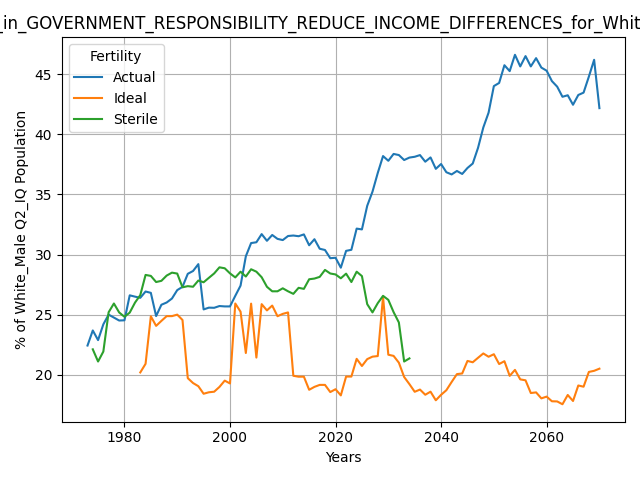 _in_GOVERNMENT_RESPONSIBILITY_REDUCE_INCOME_DIFFERENCES_for_Whit
Fertility
Actual
Ideal
Sterile
% of White_Male Q2_IQ Population
45
40
35
30
25
20
1980
2000
2020
2040
2060
Years